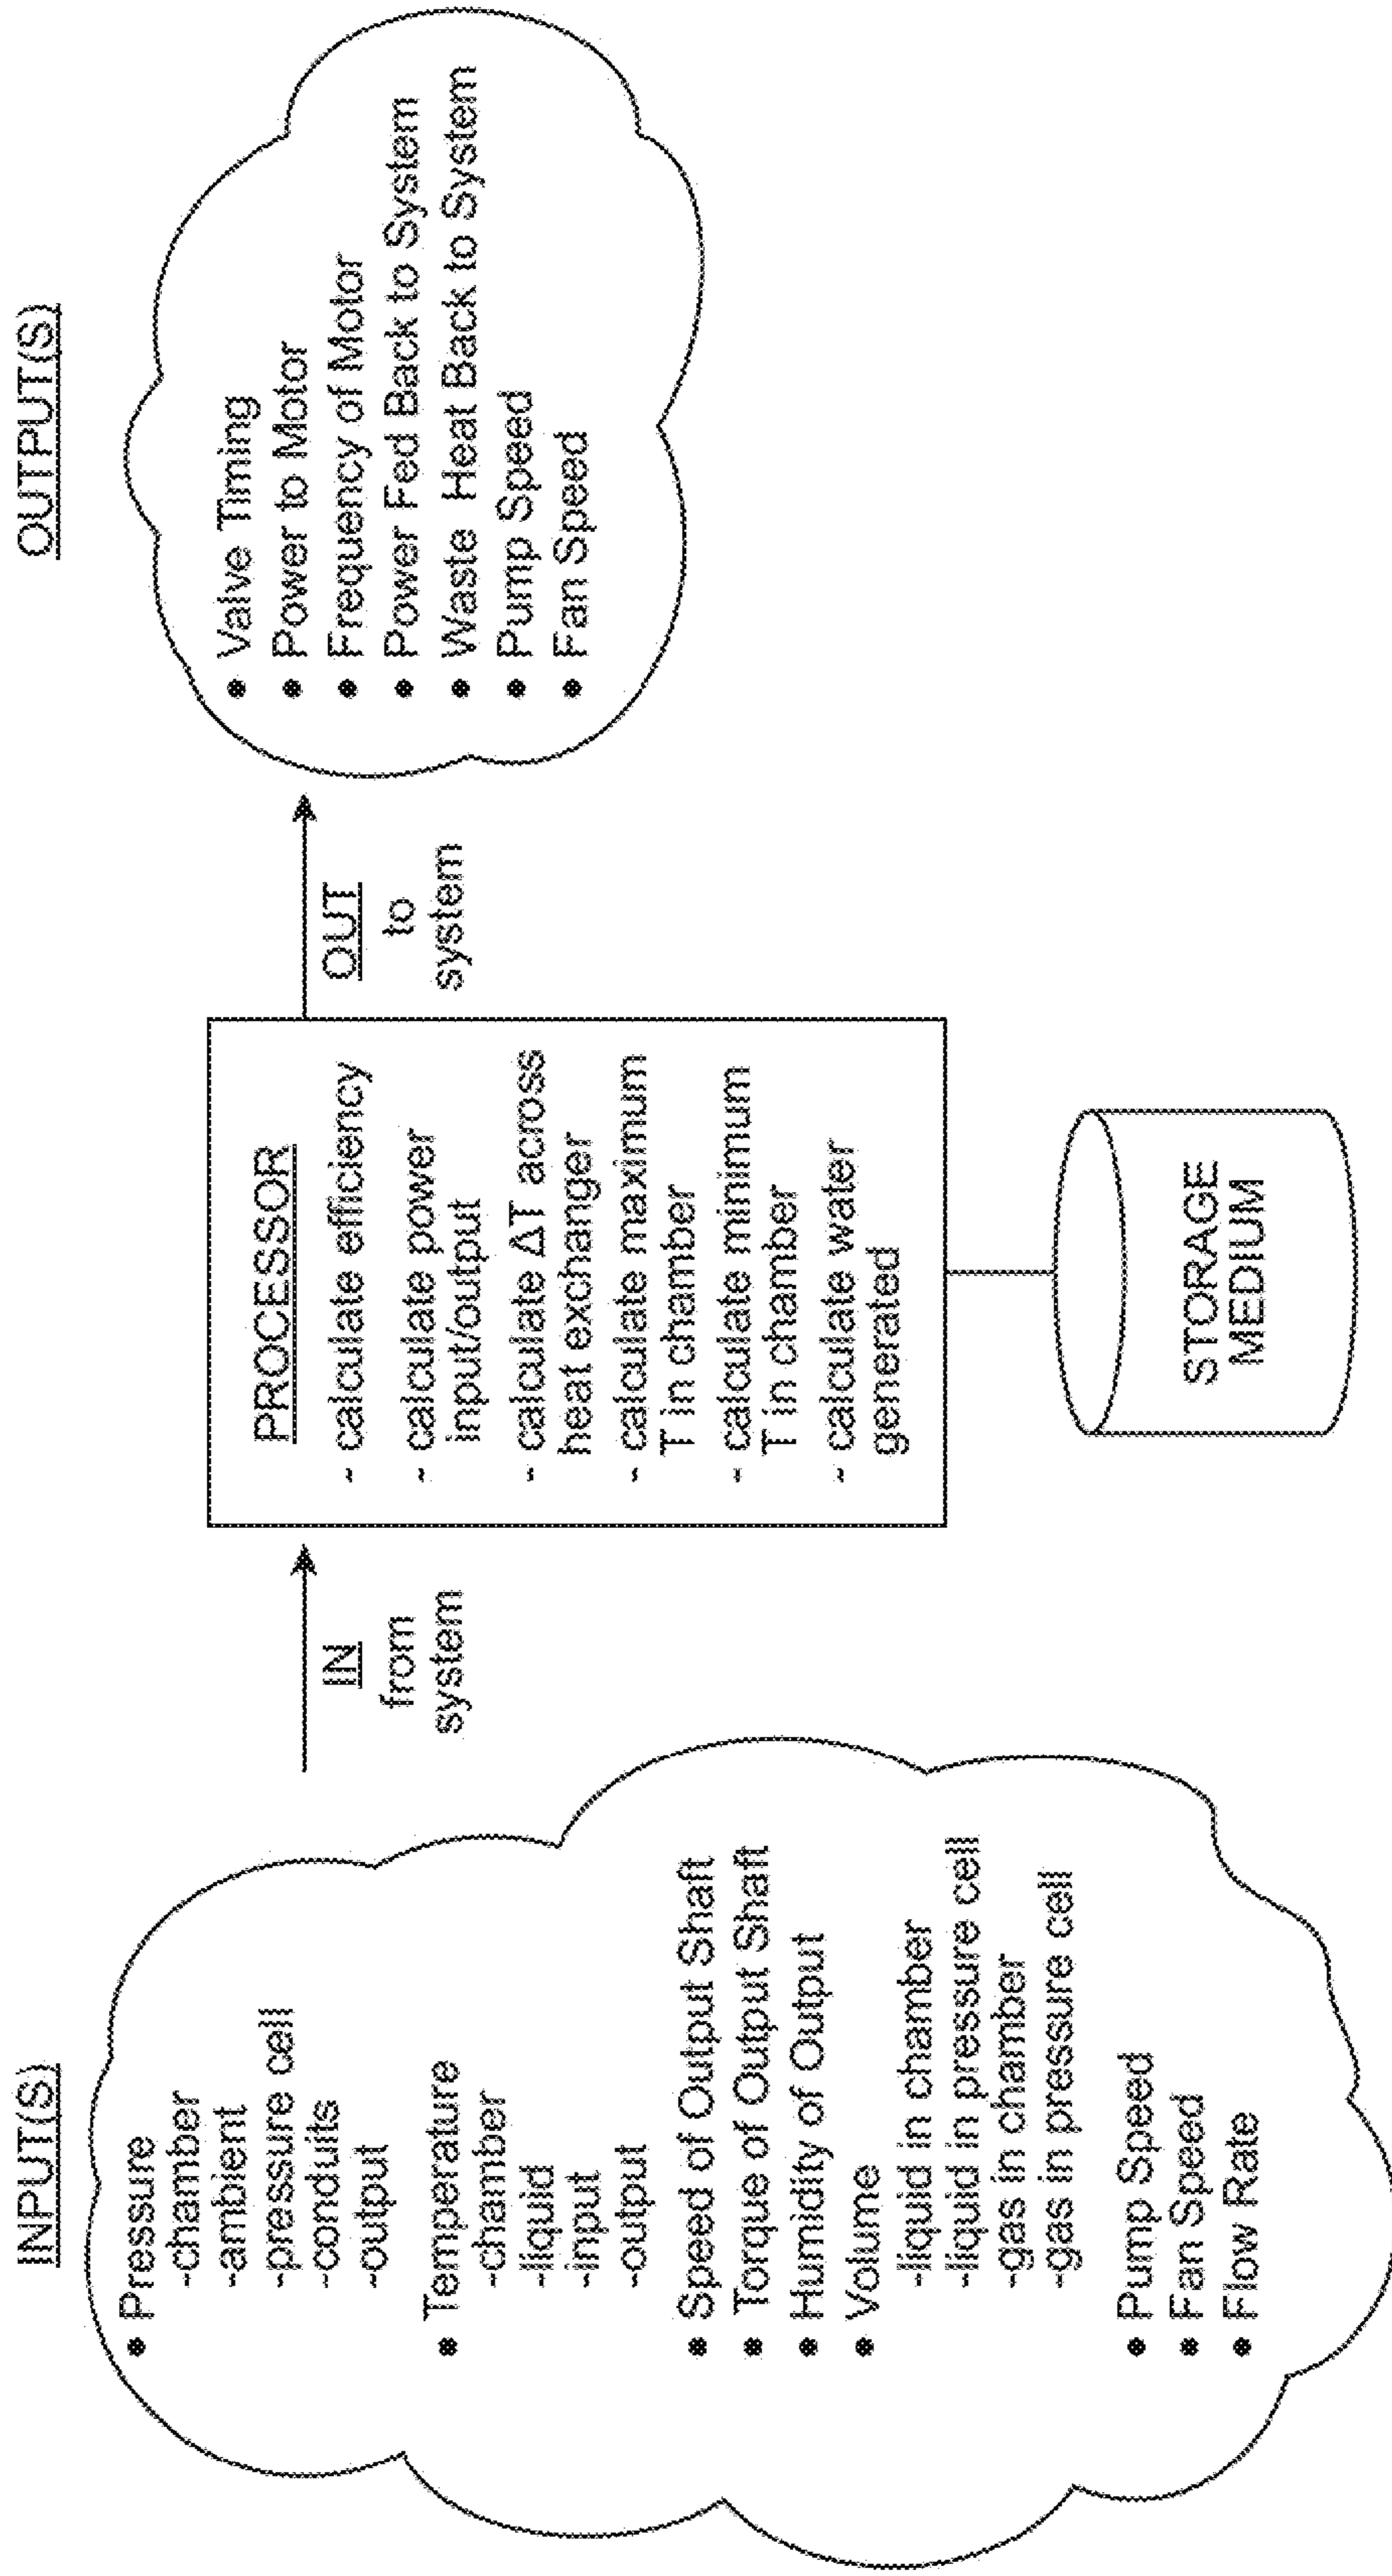 INPUT(S)
● Pressure
-chamber
-ambient
-pressure cell
-conduits
-output
● Temperature
-chamber
-liquid
-input
-output
● Speed of Output Shaft
● Torque of Output Shaft
● Humidity of Output
● Volume
-liquid in chamber
-liquid in pressure cell
-gas in chamber
-gas in pressure cell
● Pump Speed
● Fan Speed
● Flow Rate
IN
from
system
PROCESSOR
- calculate efficiency
- calculate power
input/output
- calculate ΔT across
heat exchanger
- calculate maximum
T in chamber
- calculate minimum
T in chamber
- calculate water
generated
STORAGE
MEDIUM
OUT
to
system
OUTPUT(S)
● Valve Timing
● Power to Motor
● Frequency of Motor
● Power Fed Back to System
● Waste Heat Back to System
● Pump Speed
● Fan Speed